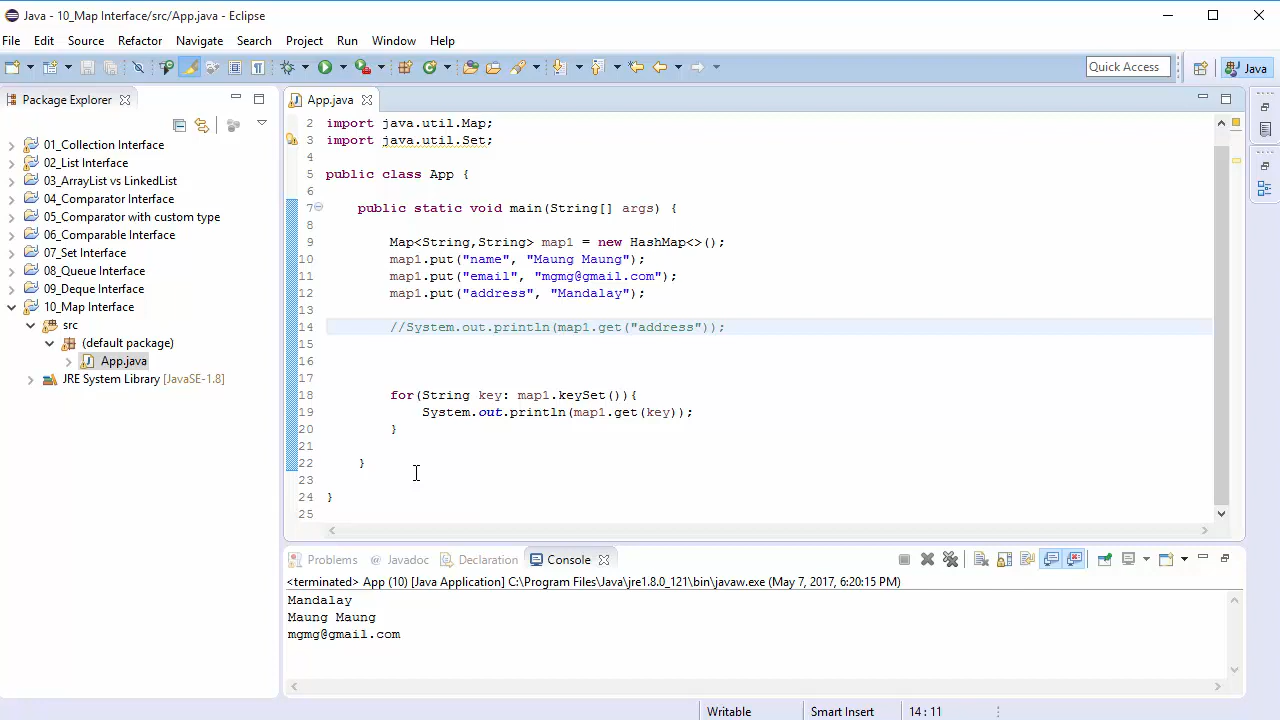 Java - 10_Map Interface/src/App.java - Eclipse
File Edit Source Refactor Navigate Search Project Run Window Help
Quick Access Java
Package Explorer
App.java
01_Collection Interface
02_List Interface
03_ArrayList vs LinkedList
04_Comparator Interface
05_Comparator with custom type
06_Comparable Interface
07_Set Interface
08_Queue Interface
09_Deque Interface
10_Map Interface
src
(default package)
App.java
JRE System Library [JavaSE-1.8]
2 import java.util.Map;
3 import java.util.Set;
4
5 public class App {
6
7 public static void main(String[] args) {
8
9 Map<String,String> map1 = new HashMap<>();
10 map1.put("name", "Maung Maung");
11 map1.put("email", "mgmg@gmail.com");
12 map1.put("address", "Mandalay");
13
14 //System.out.println(map1.get("address"));
15
16
17
18 for(String key: map1.keySet()){
19 System.out.println(map1.get(key));
20 }
21
22 }
23
24 }
25
Problems Javadoc Declaration Console
<terminated> App (10) [Java Application] C:\Program Files\Java\jre1.8.0_121\bin\javaw.exe (May 7, 2017, 6:20:15 PM)
Mandalay
Maung Maung
mgmg@gmail.com
Writable Smart Insert 14 : 11